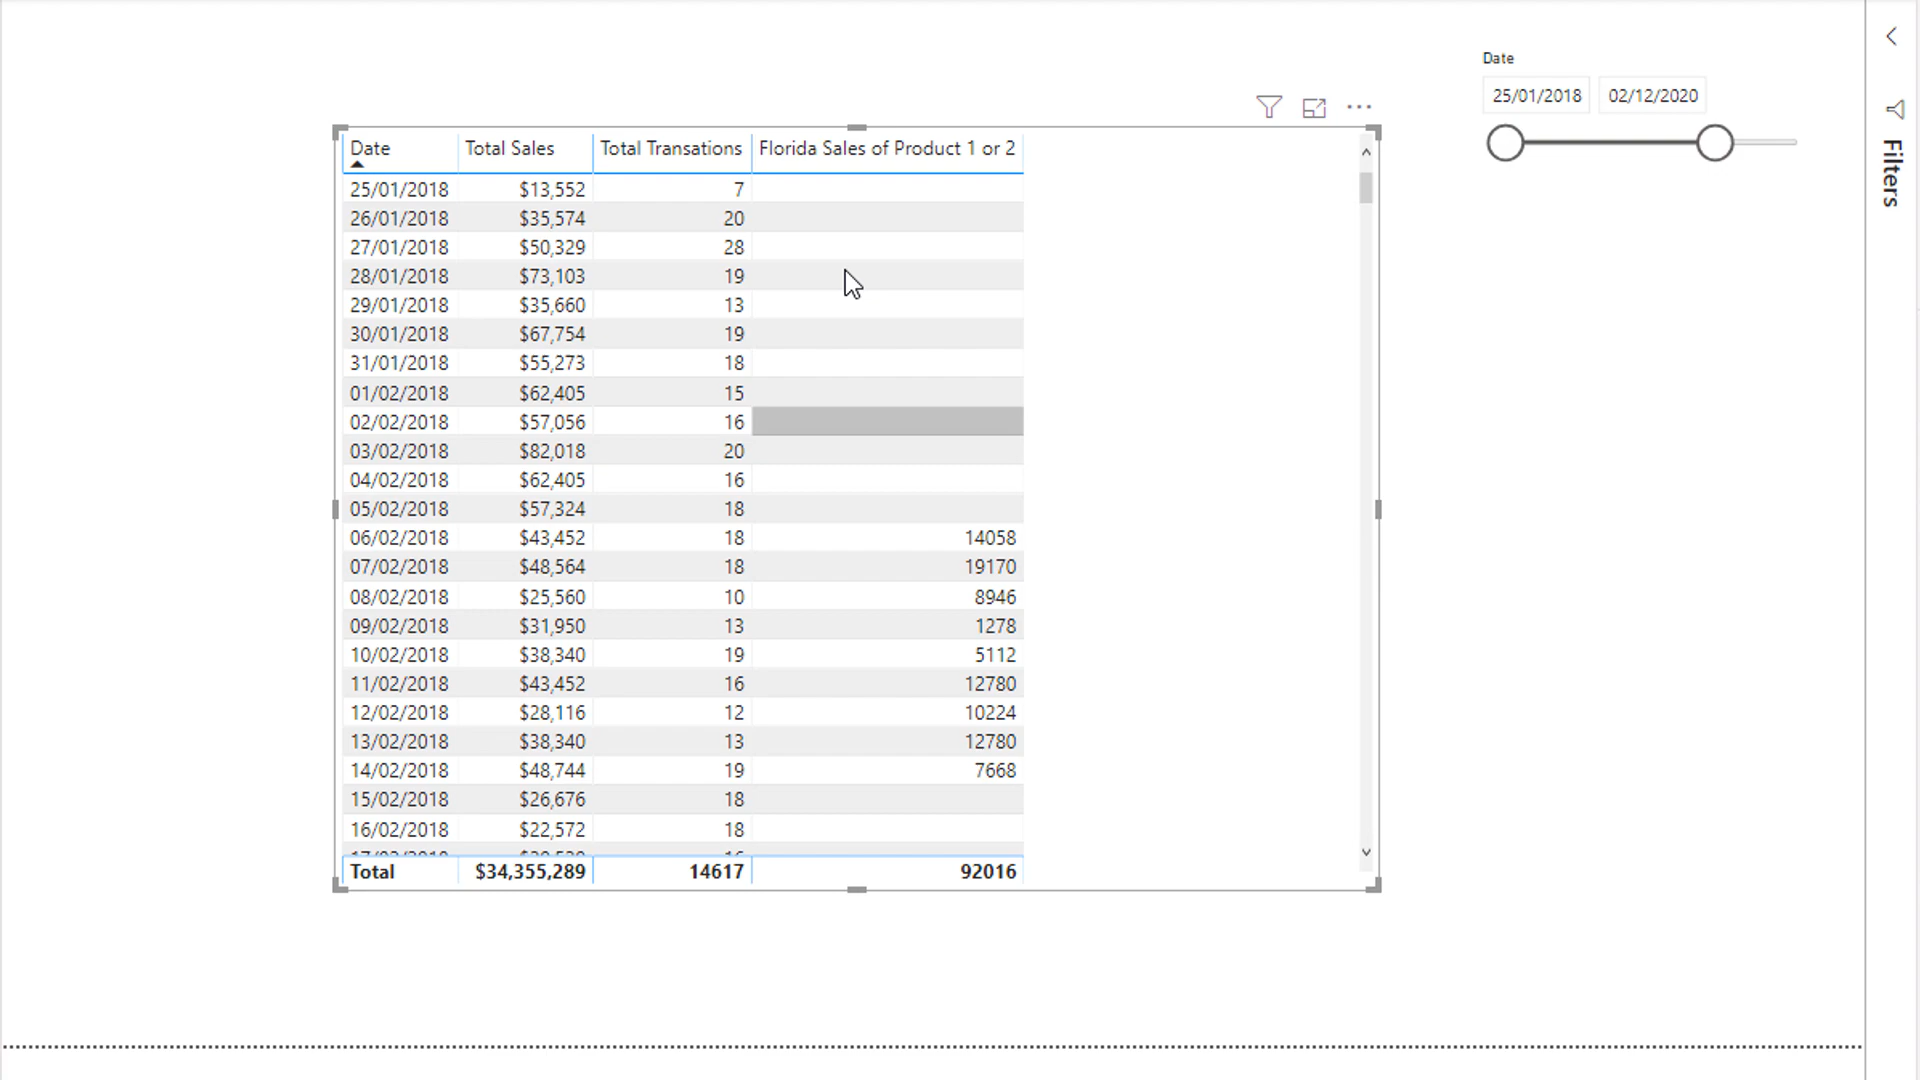 Date
25/01/2018 02/12/2020
Filters
Date Total Sales Total Transations Florida Sales of Product 1 or 2
25/01/2018 $13,552 7
26/01/2018 $35,574 20
27/01/2018 $50,329 28
28/01/2018 $73,103 19
29/01/2018 $35,660 13
30/01/2018 $67,754 19
31/01/2018 $55,273 18
01/02/2018 $62,405 15
02/02/2018 $57,056 16
03/02/2018 $82,018 20
04/02/2018 $62,405 16
05/02/2018 $57,324 18
06/02/2018 $43,452 18 14058
07/02/2018 $48,564 18 19170
08/02/2018 $25,560 10 8946
09/02/2018 $31,950 13 1278
10/02/2018 $38,340 19 5112
11/02/2018 $43,452 16 12780
12/02/2018 $28,116 12 10224
13/02/2018 $38,340 13 12780
14/02/2018 $48,744 19 7668
15/02/2018 $26,676 18
16/02/2018 $22,572 18
Total $34,355,289 14617 92016